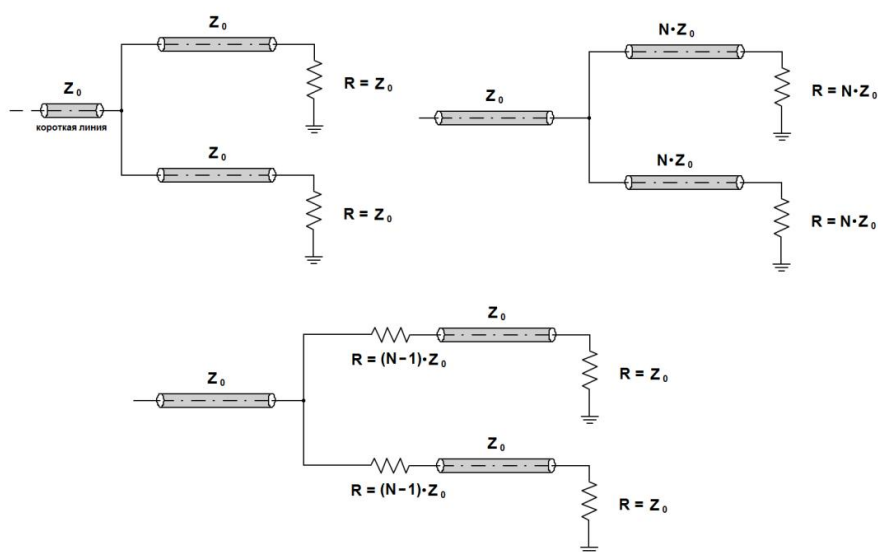 Z₀
Z₀
R = Z₀
короткая линия
Z₀
R = Z₀
N·Z₀
R = N·Z₀
Z₀
N·Z₀
R = N·Z₀
Z₀
R = (N−1)·Z₀
R = Z₀
Z₀
Z₀
R = (N−1)·Z₀
R = Z₀